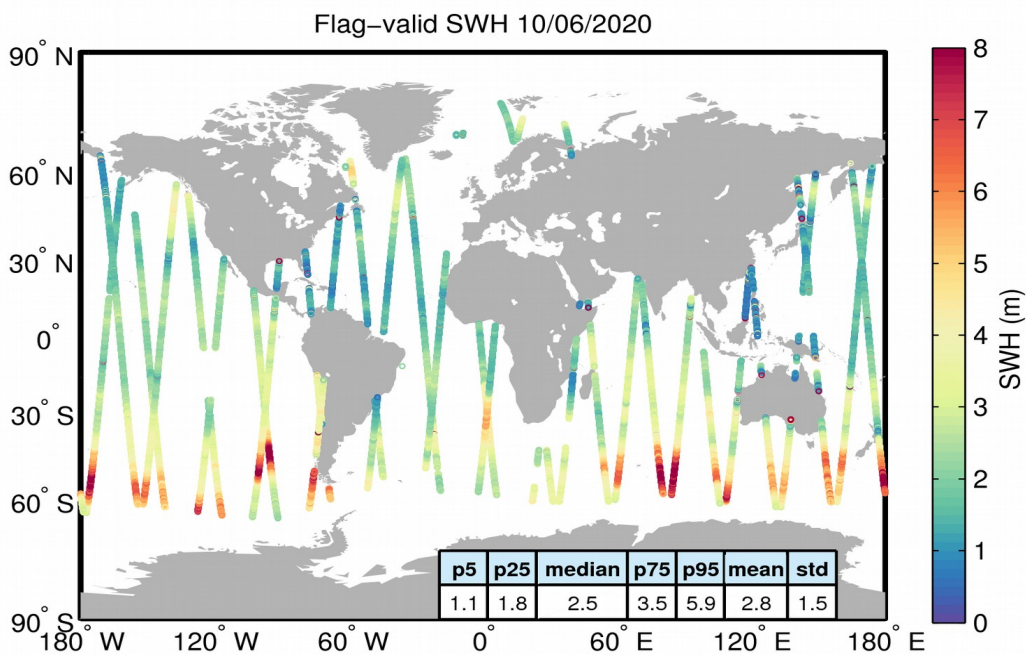 Flag−valid SWH 10/06/2020
90° N
60° N
30° N
0°
30° S
60° S
90° S
180° W
120° W
60° W
0°
60° E
120° E
180° E
p5 p25 median p75 p95 mean std
1.1 1.8 2.5 3.5 5.9 2.8 1.5
8
7
6
5
4
3
2
1
0
SWH (m)